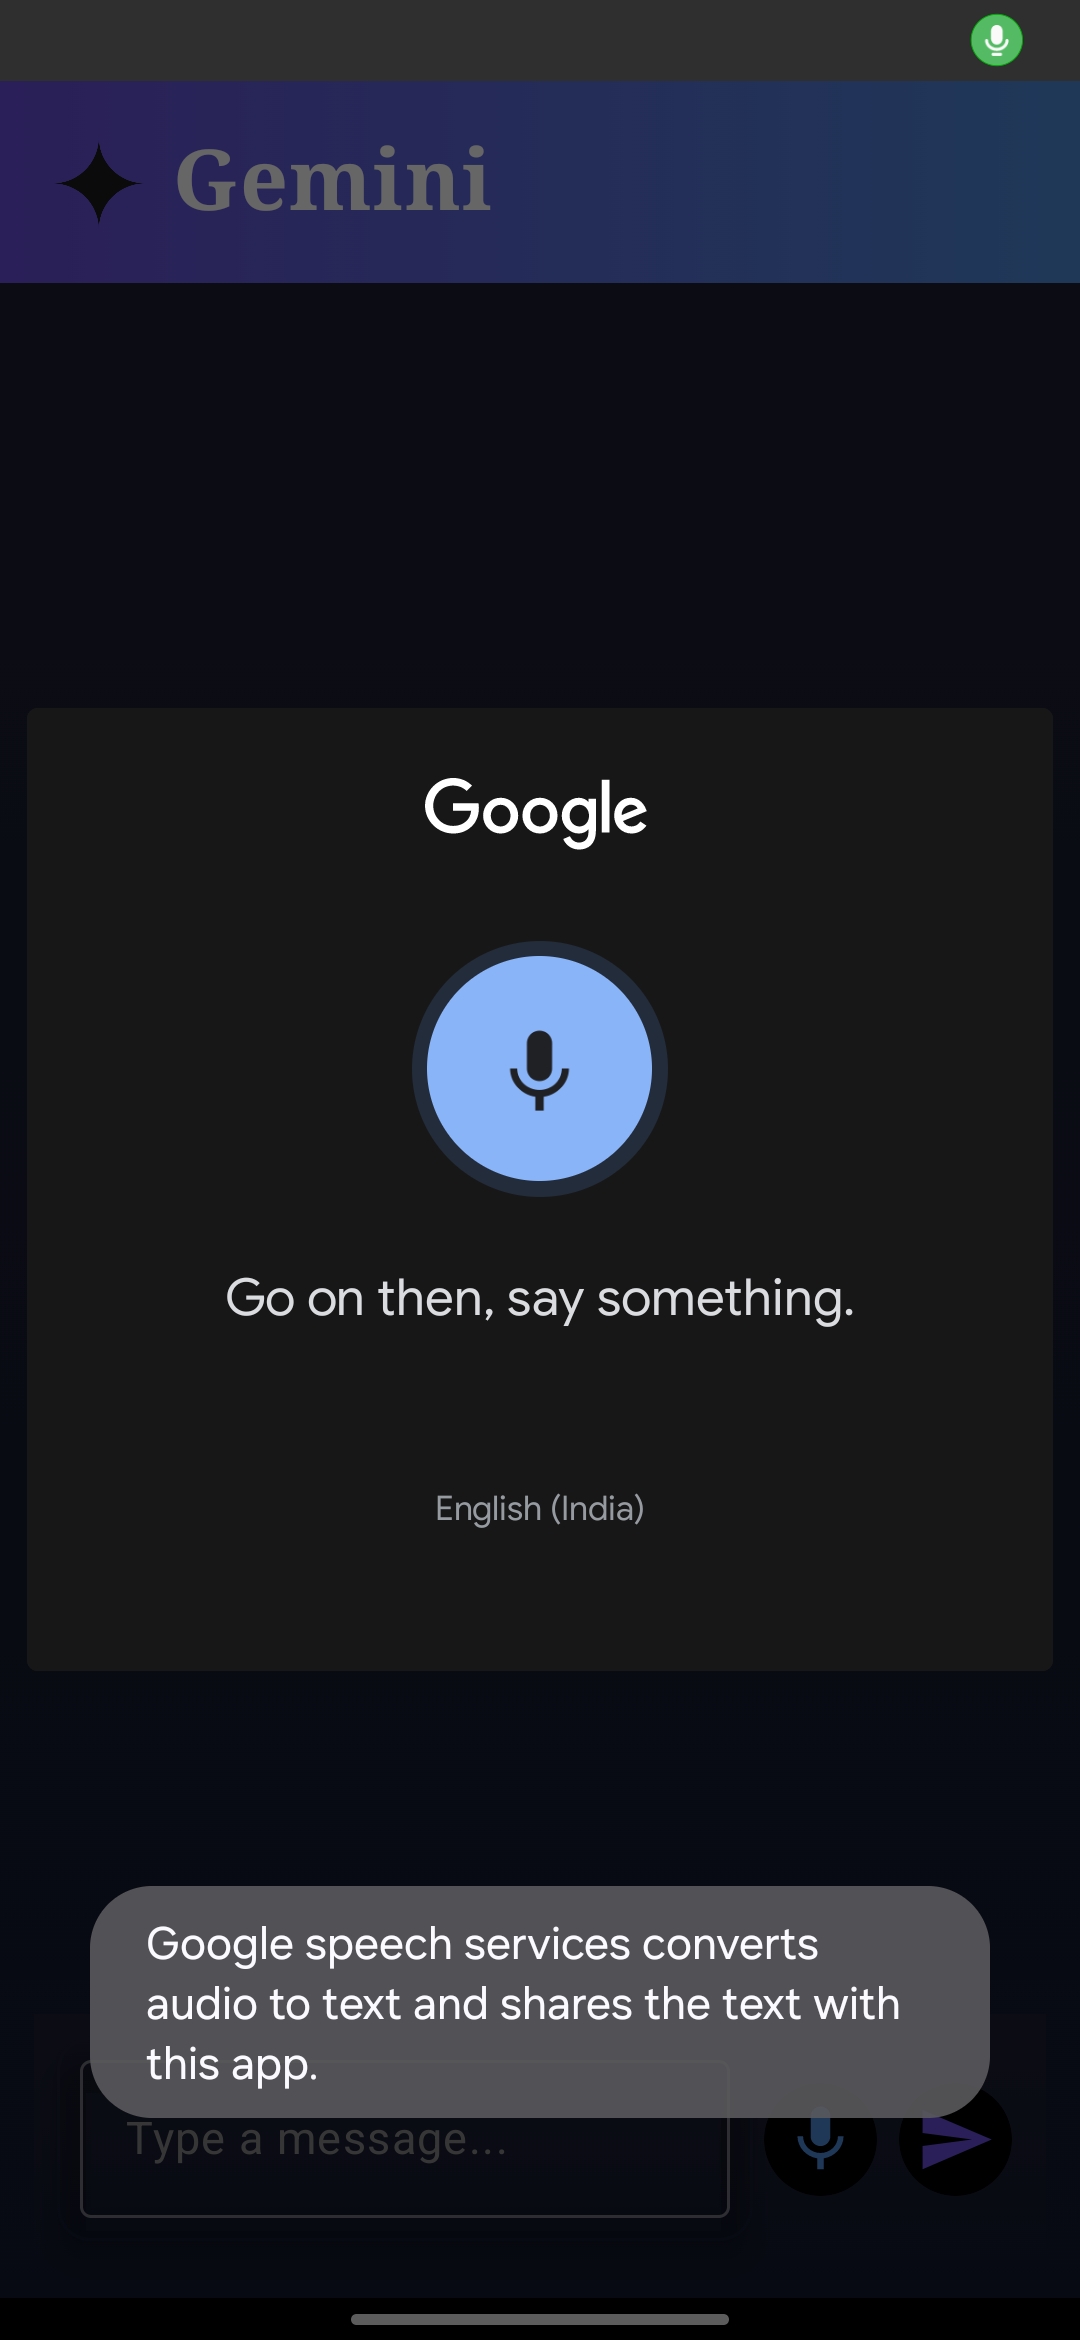 Gemini
Google
Go on then, say something.
English (India)
Google speech services converts
audio to text and shares the text with
this app.
Type a message...